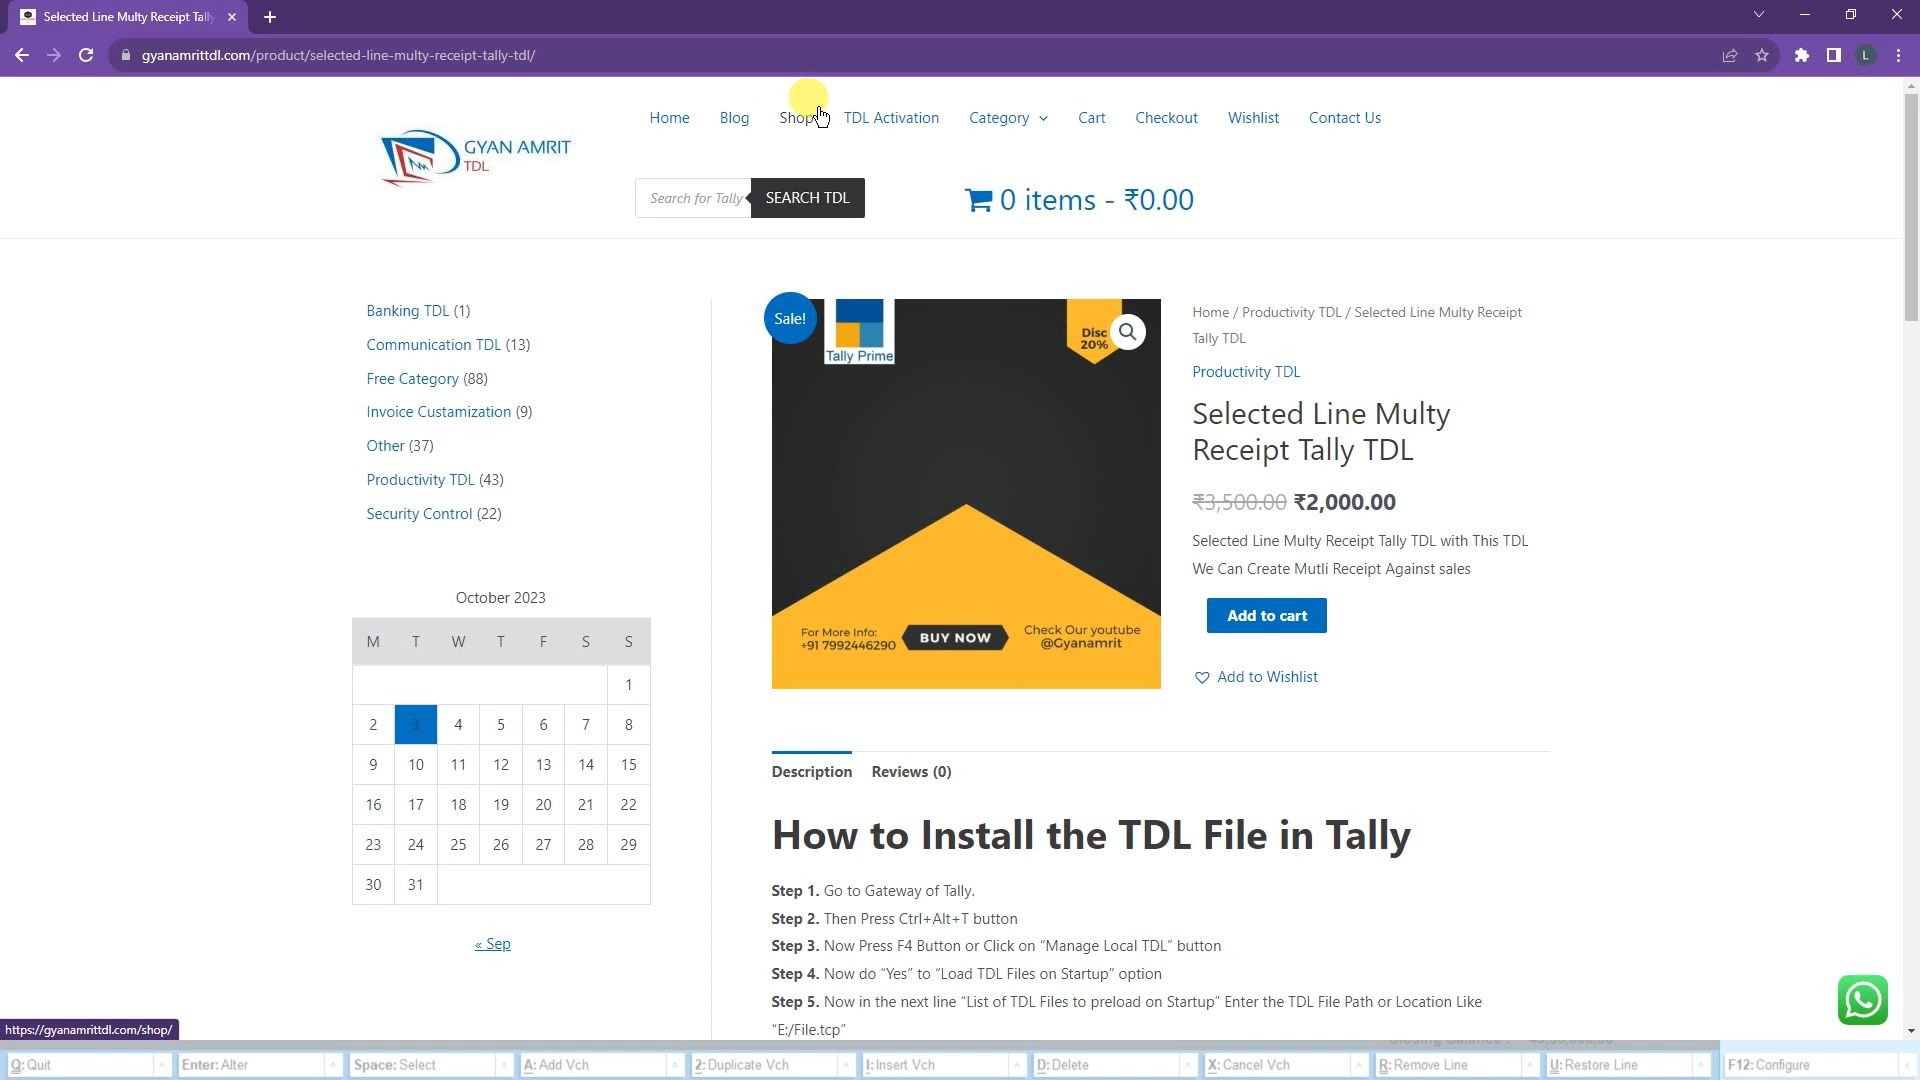 Selected Line Multy Receipt Tally
gyanamrittdl.com/product/selected-line-multy-receipt-tally-tdl/
L
Home
Blog
Shop
TDL Activation
Category
Cart
Checkout
Wishlist
Contact Us
GYAN AMRIT
TDL
Search for Tally
SEARCH TDL
0 items - ₹0.00
Banking TDL (1)
Communication TDL (13)
Free Category (88)
Invoice Custamization (9)
Other (37)
Productivity TDL (43)
Security Control (22)
October 2023
M T W T F S S
1
2 3 4 5 6 7 8
9 10 11 12 13 14 15
16 17 18 19 20 21 22
23 24 25 26 27 28 29
30 31
« Sep
Sale!
Tally Prime
Disc
20%
For More Info:
+91 7992446290
BUY NOW
Check Our youtube
@Gyanamrit
Home / Productivity TDL / Selected Line Multy Receipt
Tally TDL
Productivity TDL
Selected Line Multy
Receipt Tally TDL
₹3,500.00 ₹2,000.00
Selected Line Multy Receipt Tally TDL with This TDL
We Can Create Mutli Receipt Against sales
Add to cart
Add to Wishlist
Description
Reviews (0)
How to Install the TDL File in Tally
Step 1. Go to Gateway of Tally.
Step 2. Then Press Ctrl+Alt+T button
Step 3. Now Press F4 Button or Click on “Manage Local TDL” button
Step 4. Now do “Yes” to “Load TDL Files on Startup” option
Step 5. Now in the next line “List of TDL Files to preload on Startup” Enter the TDL File Path or Location Like
“E:/File.tcp”
https://gyanamrittdl.com/shop/
Q: Quit
Enter: Alter
Space: Select
A: Add Vch
2: Duplicate Vch
I: Insert Vch
D: Delete
X: Cancel Vch
R: Remove Line
U: Restore Line
F12: Configure